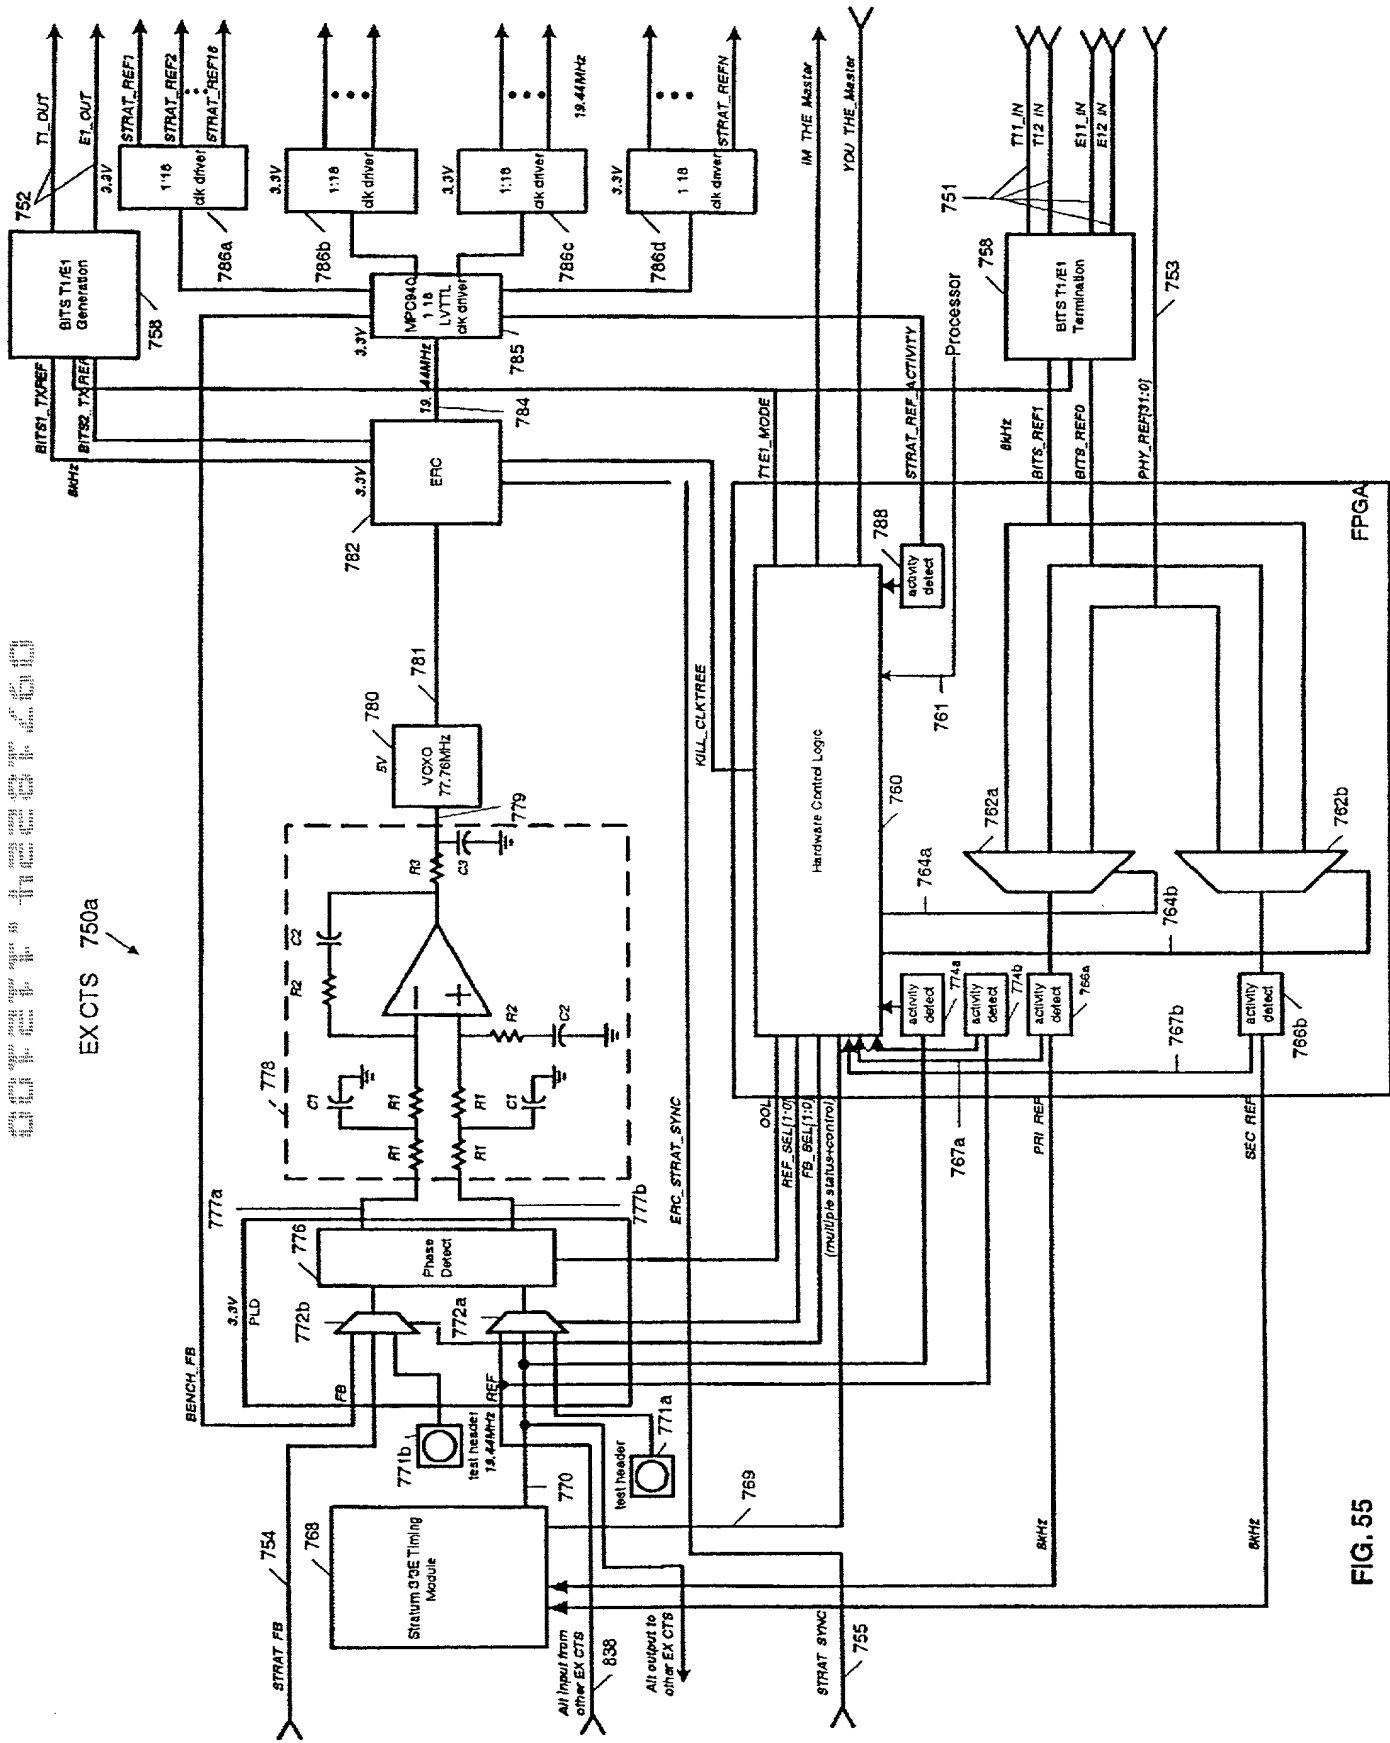 EX CTS 750a
STRAT FB
754
768
Stratum 3/3E Timing
Module
Alt input from
other EX CTS
838
Alt output to
other EX CTS
STRAT SYNC
755
BENCH_FB
3.3V
PLD
FB
772b
771b
test header
19.44MHz
REF
772a
770
test header
771a
769
776
Phase
Detect
777a
777b
778
R1
R1
C1
R1
R1
C1
R2
C2
R2
C2
R3
C3
779
5V
780
VCXO
77.76MHz
781
782
3.3V
ERC
ERC_STRAT_SYNC
KILL_CLKTREE
BITS1_TXREF
8kHz
BITS2_TXREF
BITS T1/E1
Generation
758
752
T1_OUT
E1_OUT
19.44MHz
784
3.3V
MPC940
1:18
LVTTL
clk driver
785
3.3V
1:18
clk driver
786a
STRAT_REF1
STRAT_REF2
STRAT_REF18
3.3V
1:18
clk driver
786b
3.3V
1:18
clk driver
786c
19.44MHz
3.3V
1 18
clk driver
786d
STRAT_REFN
IM THE Master
YOU THE_Master
T1E1_MODE
STRAT_REF_ACTIVITY
Processor
761
788
activity
detect
Hardware Control Logic
760
OOL
REF_SEL[1:0]
FB_SEL[1:0]
(multiple status+control)
activity
detect
774a
activity
detect
774b
activity
detect
766a
activity
detect
766b
767a
767b
764a
764b
762a
762b
PRI REF
SEC REF
8kHz
8kHz
FPGA
8kHz
BITS_REF1
BITS_REF0
PHY_REF[31:0]
BITS T1/E1
Termination
758
751
753
T11_IN
T12 IN
E11_IN
E12 IN
FIG. 55